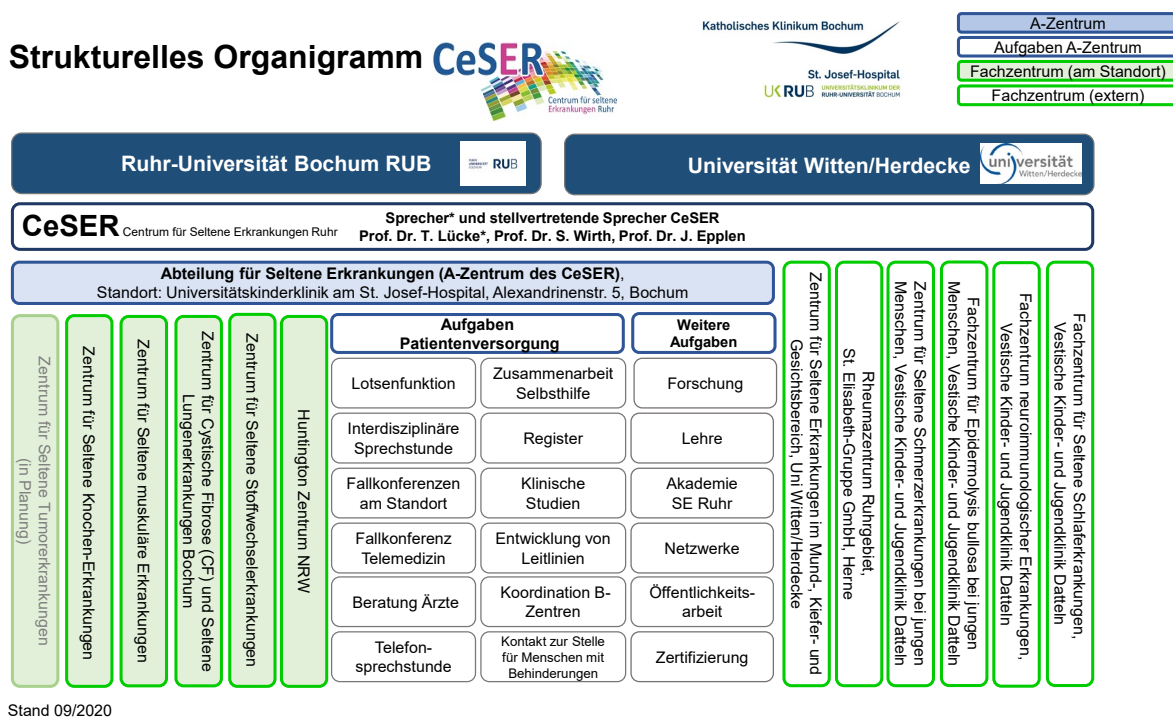 Strukturelles Organigramm
CeSER
Centrum für seltene
Erkrankungen Ruhr
Katholisches Klinikum Bochum
St. Josef-Hospital
UK RUB UNIVERSITÄTSKLINIKUM DER
RUHR-UNIVERSITÄT BOCHUM
A-Zentrum
Aufgaben A-Zentrum
Fachzentrum (am Standort)
Fachzentrum (extern)
Ruhr-Universität Bochum RUB
RUHR
UNIVERSITÄT
BOCHUM
RUB
Universität Witten/Herdecke
uni versität
Witten/Herdecke
CeSER Centrum für Seltene Erkrankungen Ruhr
Sprecher* und stellvertretende Sprecher CeSER
Prof. Dr. T. Lücke*, Prof. Dr. S. Wirth, Prof. Dr. J. Epplen
Abteilung für Seltene Erkrankungen (A-Zentrum des CeSER),
Standort: Universitätskinderklinik am St. Josef-Hospital, Alexandrinenstr. 5, Bochum
Zentrum für Seltene Tumorerkrankungen
(in Planung)
Zentrum für Seltene Knochen-Erkrankungen
Zentrum für Seltene muskuläre Erkrankungen
Zentrum für Cystische Fibrose (CF) und Seltene
Lungenerkrankungen Bochum
Zentrum für Seltene Stoffwechselerkrankungen
Huntington Zentrum NRW
Aufgaben
Patientenversorgung
Lotsenfunktion
Zusammenarbeit
Selbsthilfe
Interdisziplinäre
Sprechstunde
Register
Fallkonferenzen
am Standort
Klinische
Studien
Fallkonferenz
Telemedizin
Entwicklung von
Leitlinien
Beratung Ärzte
Koordination B-
Zentren
Telefon-
sprechstunde
Kontakt zur Stelle
für Menschen mit
Behinderungen
Weitere
Aufgaben
Forschung
Lehre
Akademie
SE Ruhr
Netzwerke
Öffentlichkeits-
arbeit
Zertifizierung
Zentrum für Seltene Erkrankungen im Mund-, Kiefer- und
Gesichtsbereich, Uni Witten/Herdecke
Rheumazentrum Ruhrgebiet,
St. Elisabeth-Gruppe GmbH, Herne
Zentrum für Seltene Schmerzerkrankungen bei jungen
Menschen, Vestische Kinder- und Jugendklinik Datteln
Fachzentrum für Epidermolysis bullosa bei jungen
Menschen, Vestische Kinder- und Jugendklinik Datteln
Fachzentrum neuroimmunologischer Erkrankungen,
Vestische Kinder- und Jugendklinik Datteln
Fachzentrum für Seltene Schlaferkrankungen,
Vestische Kinder- und Jugendklinik Datteln
Stand 09/2020